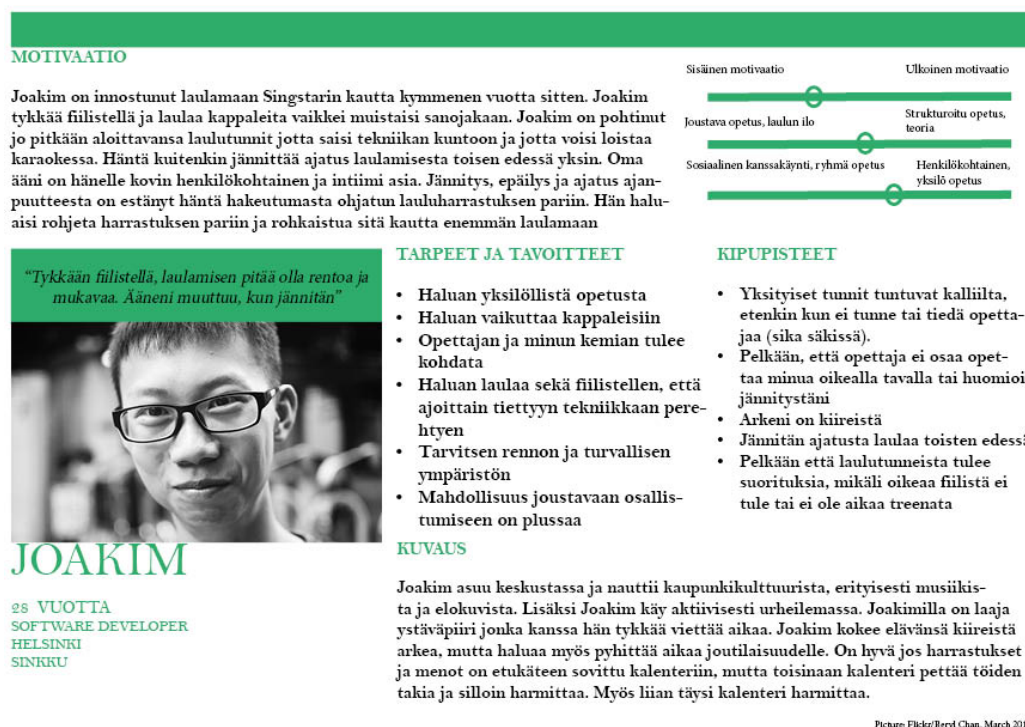 MOTIVAATIO
Joakim on innostunut laulamaan Singstarin kautta kymmenen vuotta sitten. Joakim
tykkää fiilistellä ja laulaa kappaleita vaikkei muistaisi sanojakaan. Joakim on pohtinut
jo pitkään aloittavansa laulutunnit jotta saisi tekniikan kuntoon ja jotta voisi loistaa
karaokessa. Häntä kuitenkin jännittää ajatus laulamisesta toisen edessä yksin. Oma
ääni on hänelle kovin henkilökohtainen ja intiimi asia. Jännitys, epäilys ja ajatus ajan-
puutteesta on estänyt häntä hakeutumasta ohjatun lauluharrastuksen pariin. Hän halu-
aisi rohjeta harrastuksen pariin ja rohkaistua sitä kautta enemmän laulamaan
Sisäinen motivaatio
Ulkoinen motivaatio
Joustava opetus, laulun ilo
Strukturoitu opetus,
teoria
Sosiaalinen kanssakäynti, ryhmä opetus
Henkilökohtainen,
yksilö opetus
"Tykkään fiilistellä, laulamisen pitää olla rentoa ja
mukavaa. Ääneni muuttuu, kun jännitän"
JOAKIM
28 VUOTTA
SOFTWARE DEVELOPER
HELSINKI
SINKKU
TARPEET JA TAVOITTEET
• Haluan yksilöllistä opetusta
• Haluan vaikuttaa kappaleisiin
• Opettajan ja minun kemian tulee
kohdata
• Haluan laulaa sekä fiilistellen, että
ajoittain tiettyyn tekniikkaan pere-
htyen
• Tarvitsen rennon ja turvallisen
ympäristön
• Mahdollisuus joustavaan osallis-
tumiseen on plussaa
KIPUPISTEET
• Yksityiset tunnit tuntuvat kalliilta,
etenkin kun ei tunne tai tiedä opetta-
jaa (sika säkissä).
• Pelkään, että opettaja ei osaa opet-
taa minua oikealla tavalla tai huomioi
jännitystäni
• Arkeni on kiireistä
• Jännitän ajatusta laulaa toisten edessä
• Pelkään että laulutunneista tulee
suorituksia, mikäli oikeaa fiilistä ei
tule tai ei ole aikaa treenata
KUVAUS
Joakim asuu keskustassa ja nauttii kaupunkikulttuurista, erityisesti musiikis-
ta ja elokuvista. Lisäksi Joakim käy aktiivisesti urheilemassa. Joakimilla on laaja
ystäväpiiri jonka kanssa hän tykkää viettää aikaa. Joakim kokee elävänsä kiireistä
arkea, mutta haluaa myös pyhittää aikaa joutilaisuudelle. On hyvä jos harrastukset
ja menot on etukäteen sovittu kalenteriin, mutta toisinaan kalenteri pettää töiden
takia ja silloin harmittaa. Myös liian täysi kalenteri harmittaa.
Picture: Flickr/Beryl Chan, March 201